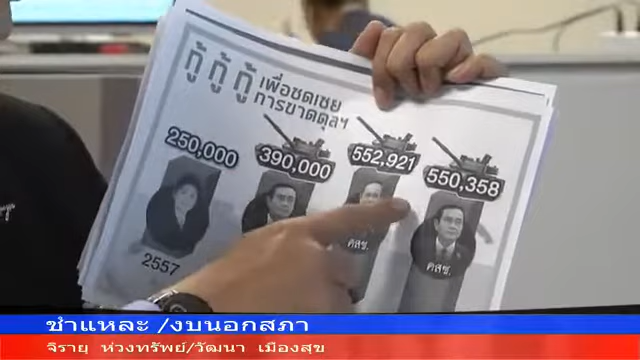 กู้ กู้ กู้ เพื่อชดเชย
การขาดดุลฯ
250,000
390,000
552,921
550,358
2557
คสช.
คสช.
ชำแหละ /งบนอกสภา
จิรายุ ห่วงทรัพย์/วัฒนา เมืองสุข